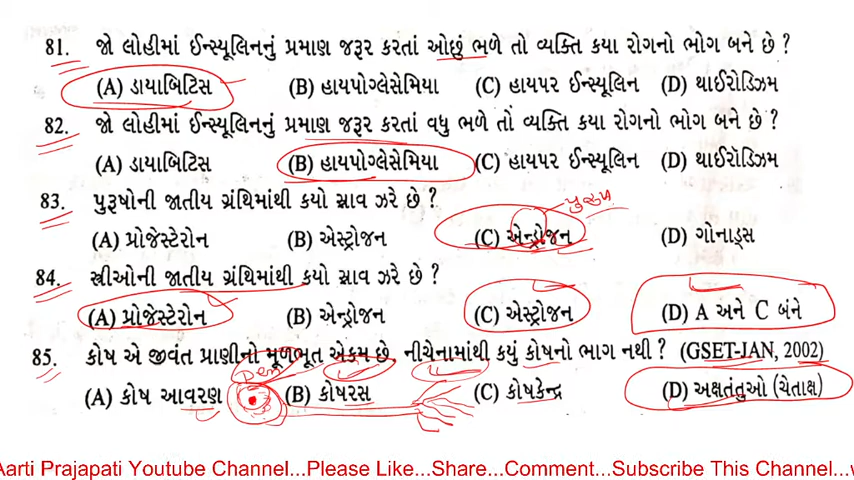 81. જો લોહીમાં ઈન્સ્યૂલિનનું પ્રમાણ જરૂર કરતાં ઓછું ભળે તો વ્યક્તિ કયા રોગનો ભોગ બને છે ?
(A) ડાયાબિટિસ (B) હાયપોગ્લેસેમિયા (C) હાયપર ઈન્સ્યૂલિન (D) થાઈરોડિઝમ
82. જો લોહીમાં ઈન્સ્યૂલિનનું પ્રમાણ જરૂર કરતાં વધુ ભળે તો વ્યક્તિ કયા રોગનો ભોગ બને છે ?
(A) ડાયાબિટિસ (B) હાયપોગ્લેસેમિયા (C) હાયપર ઈન્સ્યૂલિન (D) થાઈરોડિઝમ
83. પુરૂષોની જાતીય ગ્રંથિમાંથી કયો સ્રાવ ઝરે છે ?
પુરુષ
(A) પ્રોજેસ્ટેરોન (B) એસ્ટ્રોજન (C) એન્ડ્રોજન (D) ગોનાડ્સ
84. સ્ત્રીઓની જાતીય ગ્રંથિમાંથી કયો સ્રાવ ઝરે છે ?
(A) પ્રોજેસ્ટેરોન (B) એન્ડ્રોજન (C) એસ્ટ્રોજન (D) A અને C બંને
85. કોષ એ જીવંત પ્રાણીનો મૂળભૂત એકમ છે. નીચેનામાંથી કયું કોષનો ભાગ નથી ? (GSET-JAN, 2002)
(A) કોષ આવરણ (B) કોષરસ (C) કોષકેન્દ્ર (D) અક્ષતંતુઓ (ચેતાક્ષ)
Aarti Prajapati Youtube Channel...Please Like...Share...Comment...Subscribe This Channel...